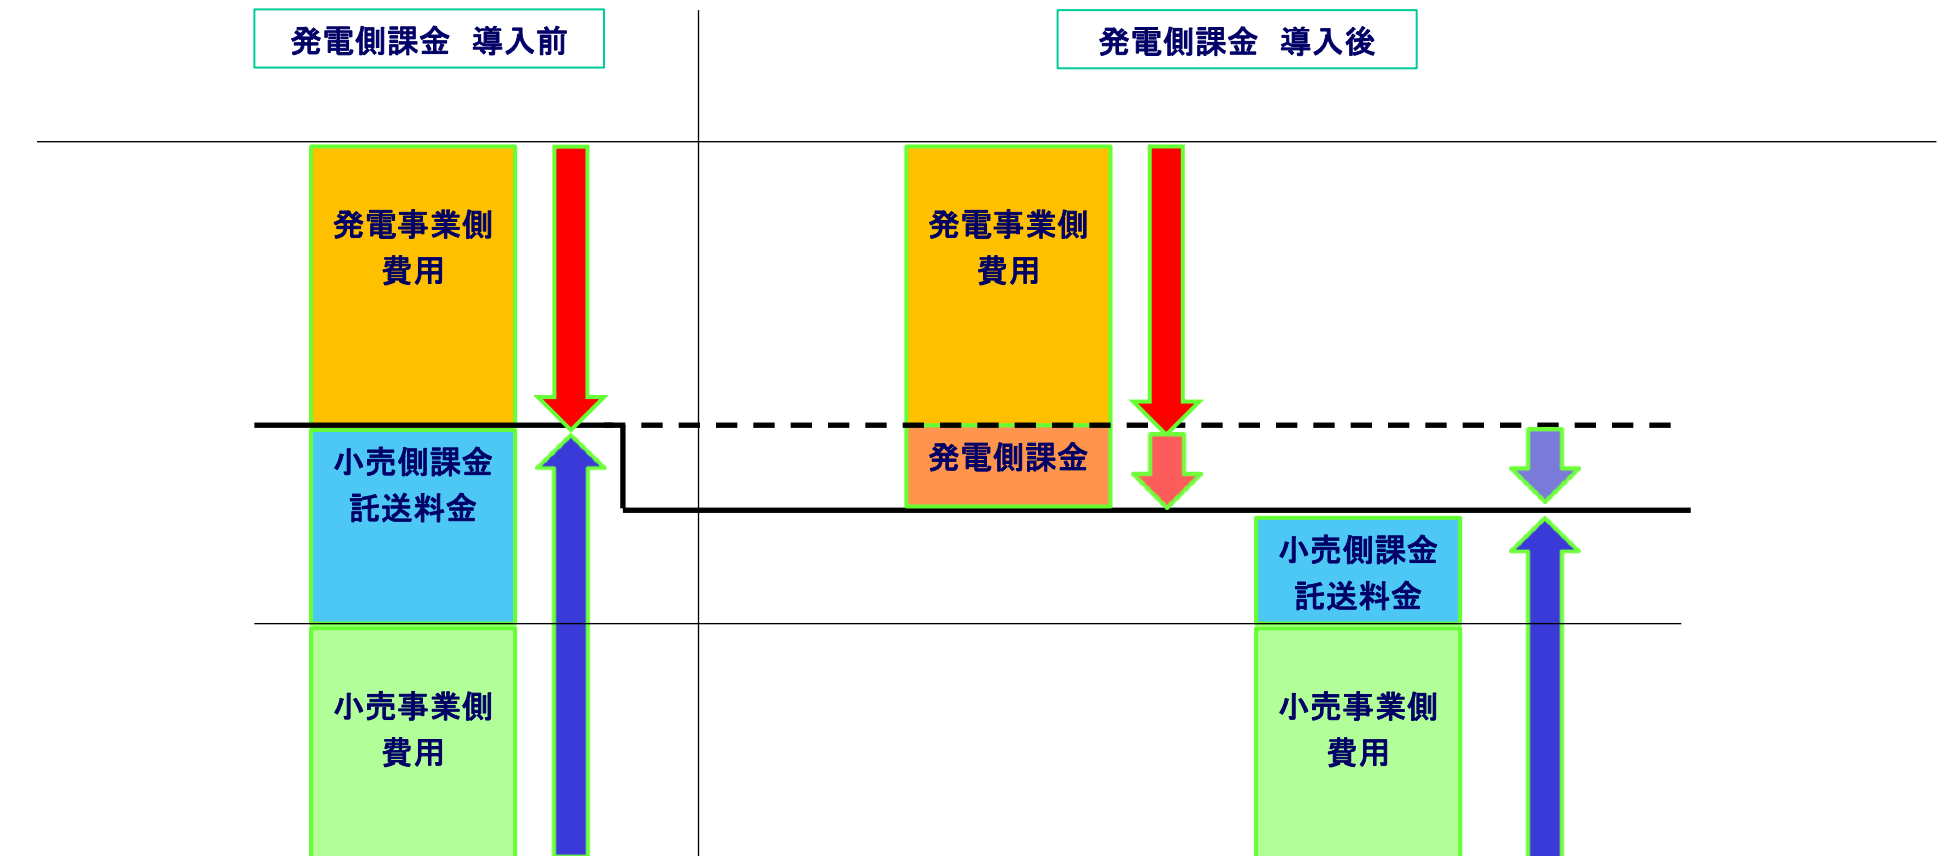 発電側課金　導入前
発電側課金　導入後
発電事業側
費用
小売側課金
託送料金
小売事業側
費用
発電事業側
費用
発電側課金
小売側課金
託送料金
小売事業側
費用